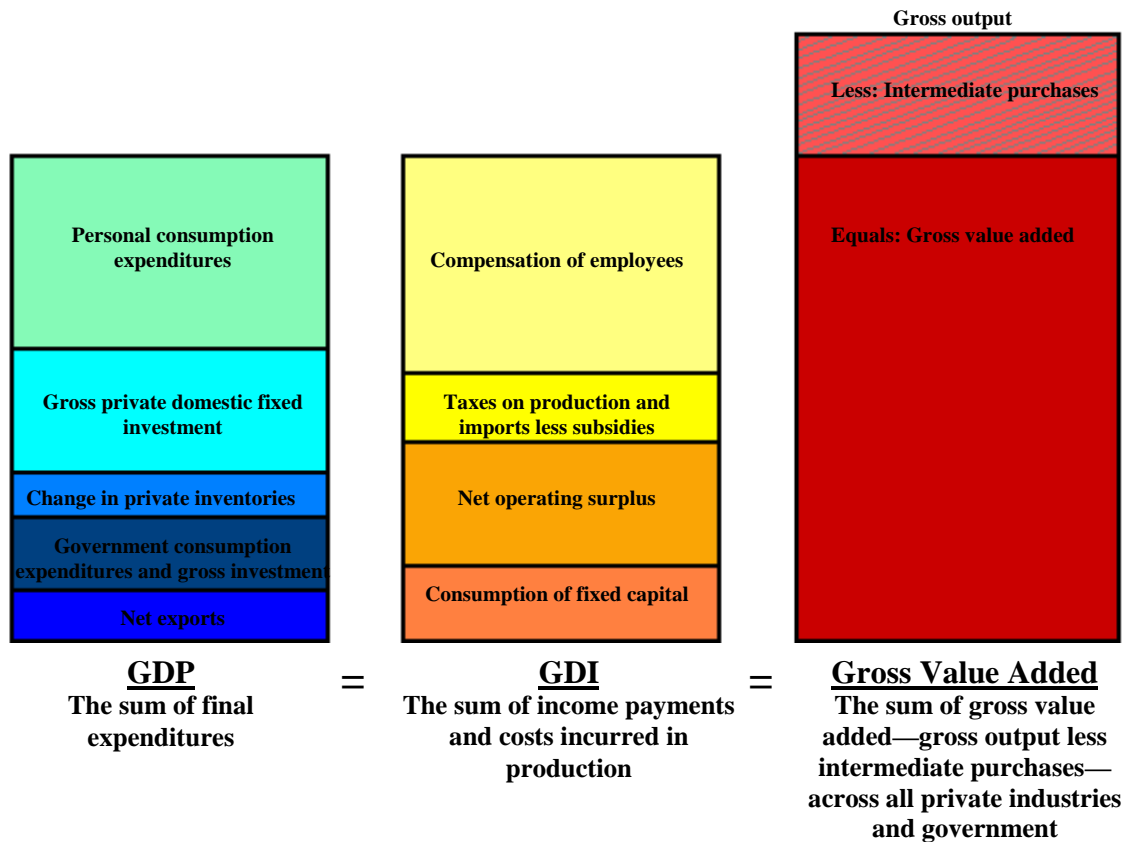 Gross output
Less: Intermediate purchases
Personal consumption
expenditures
Gross private domestic fixed
investment
Change in private inventories
Government consumption
expenditures and gross investment
Net exports
Compensation of employees
Taxes on production and
imports less subsidies
Net operating surplus
Consumption of fixed capital
Equals: Gross value added
GDP
The sum of final
expenditures
=
GDI
The sum of income payments
and costs incurred in
production
=
Gross Value Added
The sum of gross value
added—gross output less
intermediate purchases—
across all private industries
and government